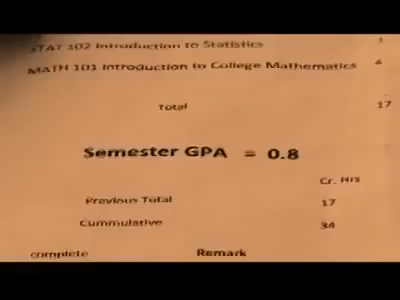 STAT 102 Introduction to Statistics
MATH 101 Introduction to College Mathematics 4
Total 17
Semester GPA = 0.8
Cr. Hrs
Previous Total 17
Cummulative 34
complete Remark